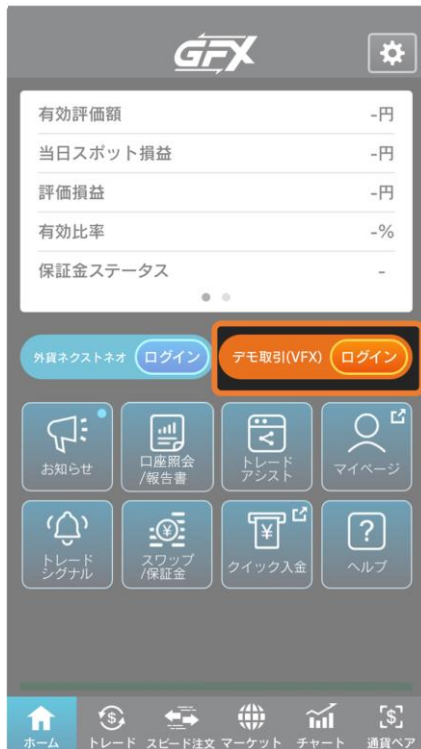 GFX
有効評価額 -円
当日スポット損益 -円
評価損益 -円
有効比率 -%
保証金ステータス -
外貨ネクストネオ ログイン デモ取引(VFX) ログイン
お知らせ
口座照会
/報告書
トレード
アシスト
マイページ
トレード
シグナル
スワップ
/保証金
クイック入金
ヘルプ
ホーム トレード スピード注文 マーケット チャート 通貨ペア